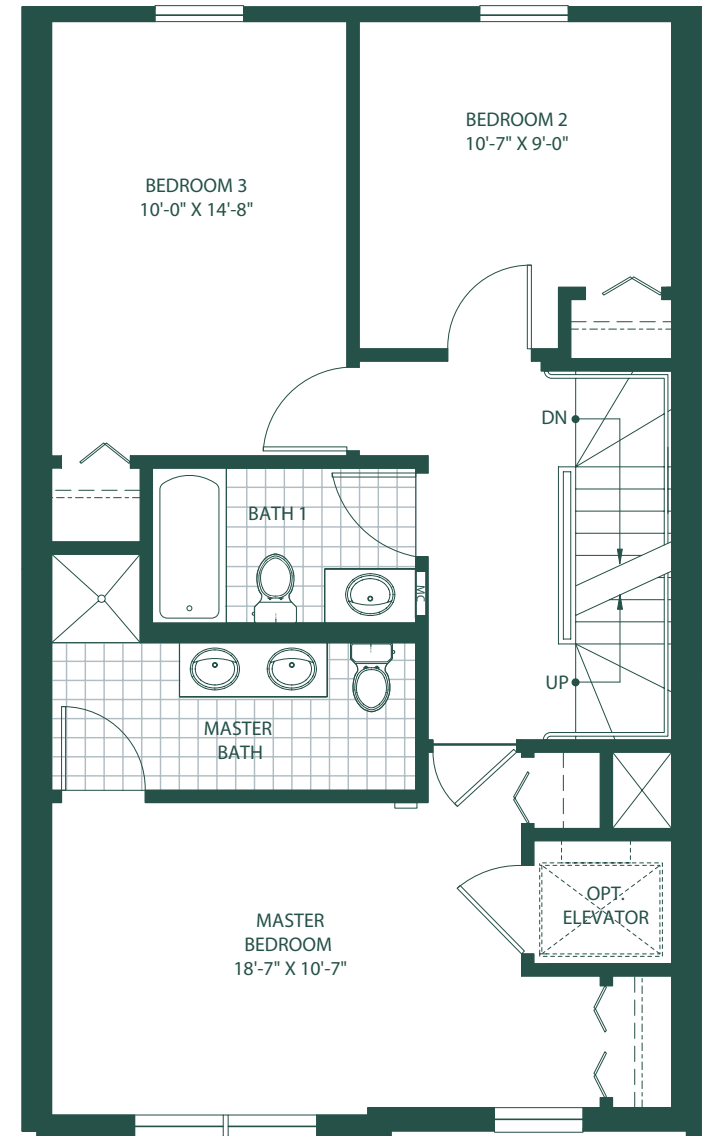 BEDROOM 2
10'-7" X 9'-0"
BEDROOM 3
10'-0" X 14'-8"
DN
BATH 1
MC
UP
MASTER
BATH
OPT.
ELEVATOR
MASTER
BEDROOM
18'-7" X 10'-7"